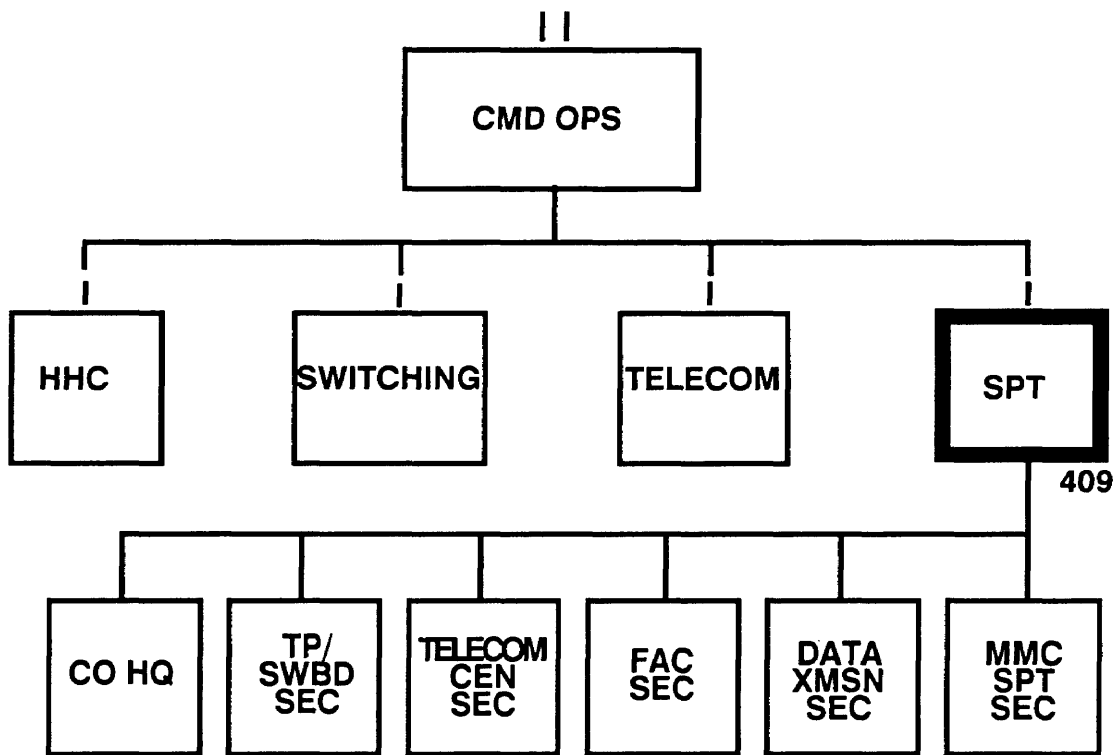 CMD OPS
HHC
SWITCHING
TELECOM
SPT
409
CO HQ
TP/
SWBD
SEC
TELECOM
CEN
SEC
FAC
SEC
DATA
XMSN
SEC
MMC
SPT
SEC